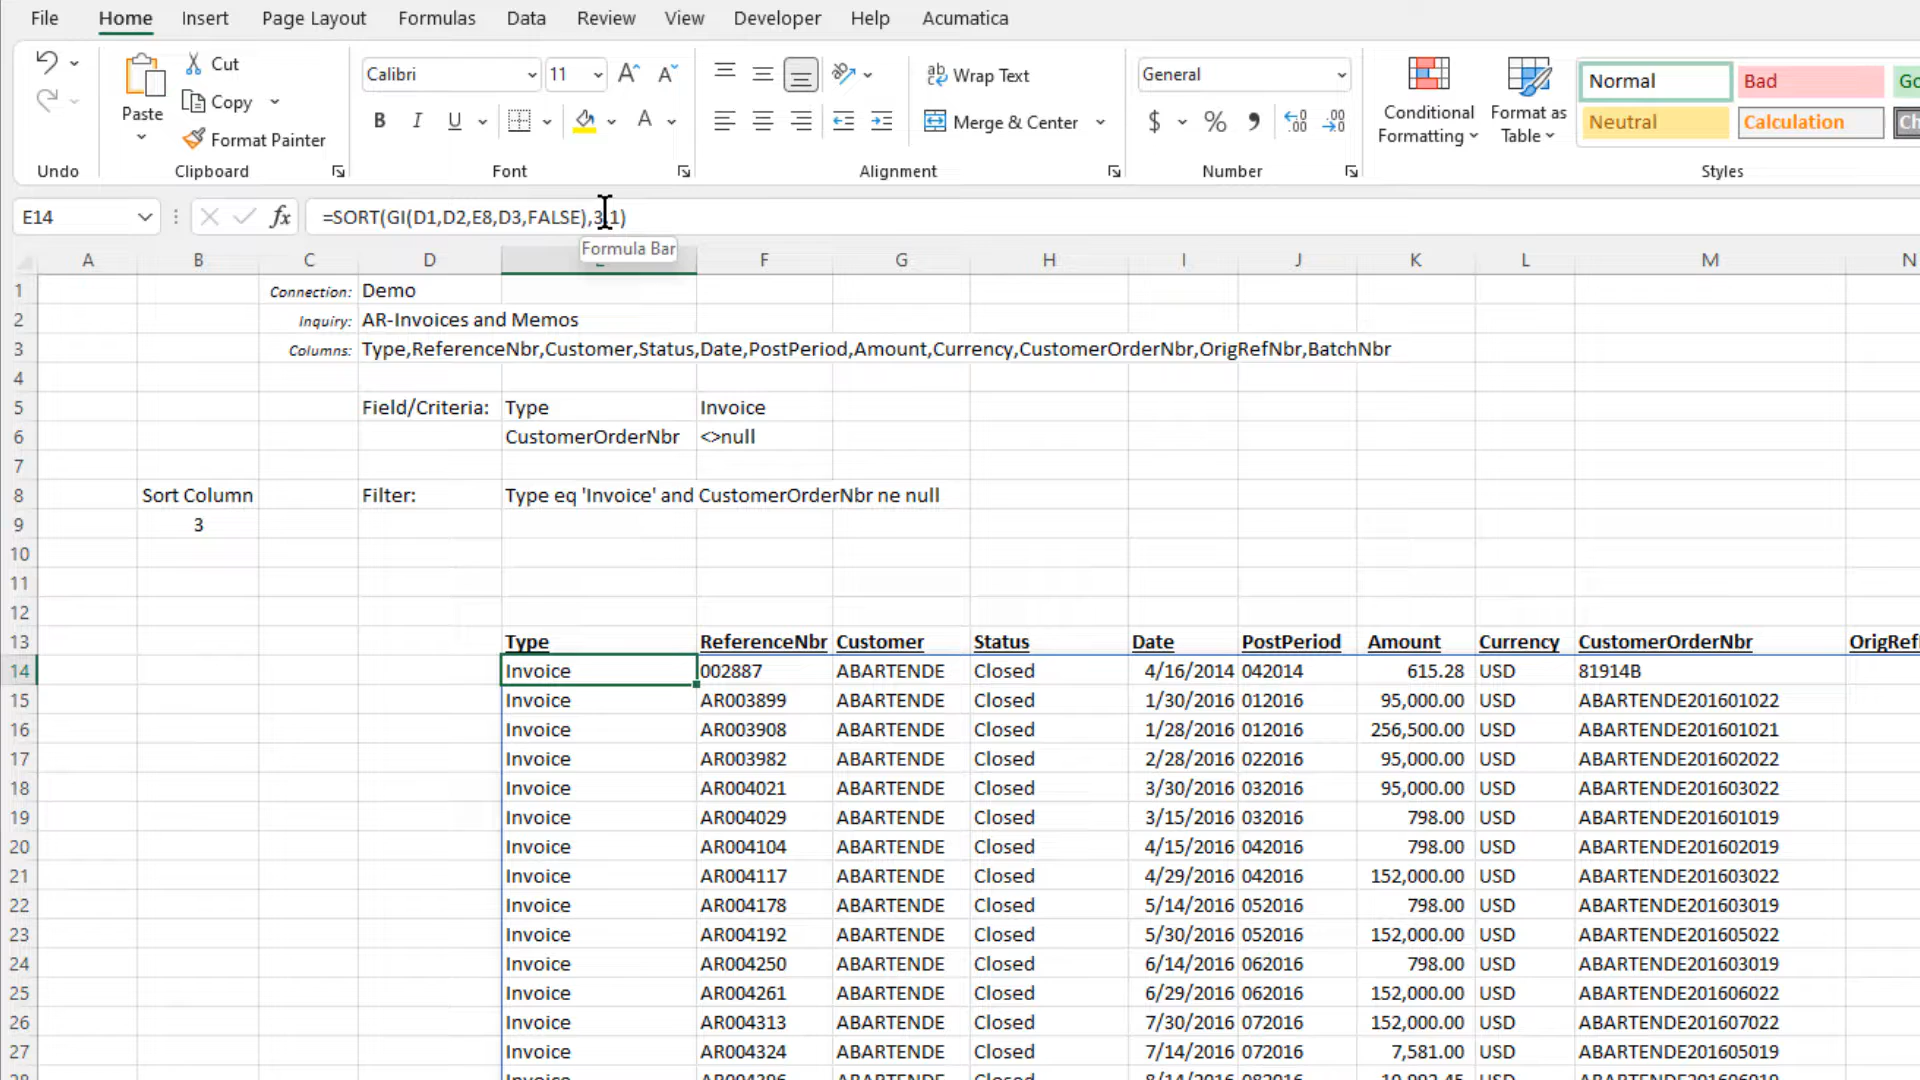 File Home Insert Page Layout Formulas Data Review View Developer Help Acumatica
Cut Calibri 11 Wrap Text General Normal Bad
Paste Copy Conditional Formatting Format as Table
Format Painter B I U A Merge & Center $ % Neutral Calculation
Undo Clipboard Font Alignment Number Styles
E14 fx =SORT(GI(D1,D2,E8,D3,FALSE),3,1)
Formula Bar
A B C D F G H I J K L M N
1 Connection: Demo
2 Inquiry: AR-Invoices and Memos
3 Columns: Type,ReferenceNbr,Customer,Status,Date,PostPeriod,Amount,Currency,CustomerOrderNbr,OrigRefNbr,BatchNbr
4
5 Field/Criteria: Type Invoice
6 CustomerOrderNbr <>null
7
8 Sort Column Filter: Type eq 'Invoice' and CustomerOrderNbr ne null
9 3
10
11
12
13 Type ReferenceNbr Customer Status Date PostPeriod Amount Currency CustomerOrderNbr
14 Invoice 002887 ABARTENDE Closed 4/16/2014 042014 615.28 USD 81914B
15 Invoice AR003899 ABARTENDE Closed 1/30/2016 012016 95,000.00 USD ABARTENDE201601022
16 Invoice AR003908 ABARTENDE Closed 1/28/2016 012016 256,500.00 USD ABARTENDE201601021
17 Invoice AR003982 ABARTENDE Closed 2/28/2016 022016 95,000.00 USD ABARTENDE201602022
18 Invoice AR004021 ABARTENDE Closed 3/30/2016 032016 95,000.00 USD ABARTENDE201603022
19 Invoice AR004029 ABARTENDE Closed 3/15/2016 032016 798.00 USD ABARTENDE201601019
20 Invoice AR004104 ABARTENDE Closed 4/15/2016 042016 798.00 USD ABARTENDE201602019
21 Invoice AR004117 ABARTENDE Closed 4/29/2016 042016 152,000.00 USD ABARTENDE201603022
22 Invoice AR004178 ABARTENDE Closed 5/14/2016 052016 798.00 USD ABARTENDE201603019
23 Invoice AR004192 ABARTENDE Closed 5/30/2016 052016 152,000.00 USD ABARTENDE201605022
24 Invoice AR004250 ABARTENDE Closed 6/14/2016 062016 798.00 USD ABARTENDE201603019
25 Invoice AR004261 ABARTENDE Closed 6/29/2016 062016 152,000.00 USD ABARTENDE201606022
26 Invoice AR004313 ABARTENDE Closed 7/30/2016 072016 152,000.00 USD ABARTENDE201607022
27 Invoice AR004324 ABARTENDE Closed 7/14/2016 072016 7,581.00 USD ABARTENDE201605019